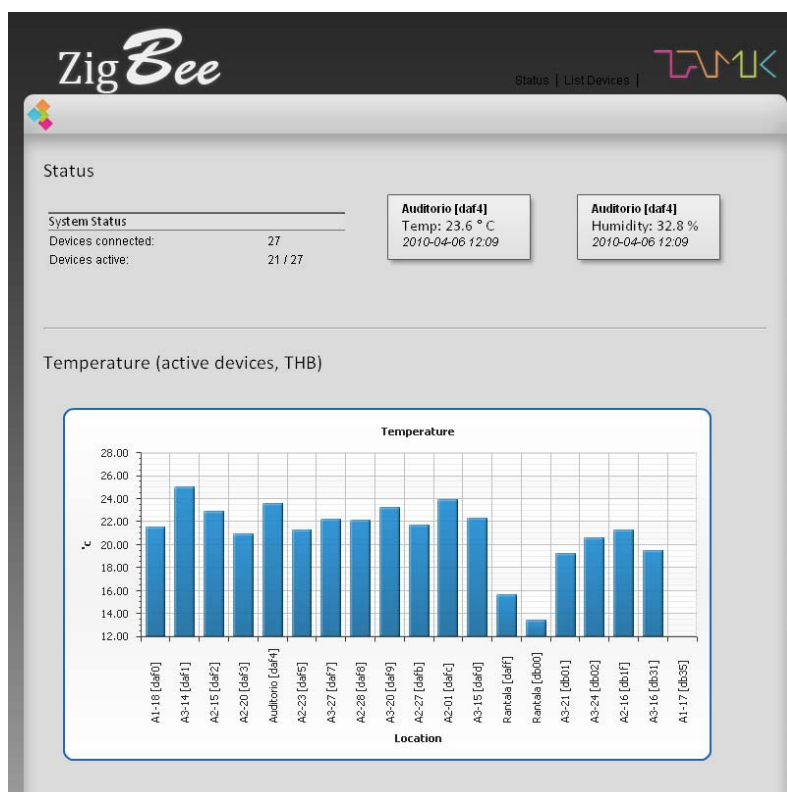 ZigBee
Status | List Devices |
TAMK
Status
System Status
Devices connected: 27
Devices active: 21 / 27
Auditorio [daf4]
Temp: 23.6 ° C
2010-04-06 12:09
Auditorio [daf4]
Humidity: 32.8 %
2010-04-06 12:09
Temperature (active devices, THB)
Temperature
28.00
26.00
24.00
22.00
20.00
18.00
16.00
14.00
12.00
°c
A1-18 [daf0]
A3-14 [daf1]
A2-15 [daf2]
A2-20 [daf3]
Auditorio [daf4]
A2-23 [daf5]
A3-27 [daf7]
A2-28 [daf8]
A3-20 [daf9]
A2-27 [dafb]
A2-01 [dafc]
A3-15 [dafd]
Rantala [daff]
Rantala [db00]
A3-21 [db01]
A3-24 [db02]
A2-16 [db1f]
A3-16 [db31]
A1-17 [db35]
Location